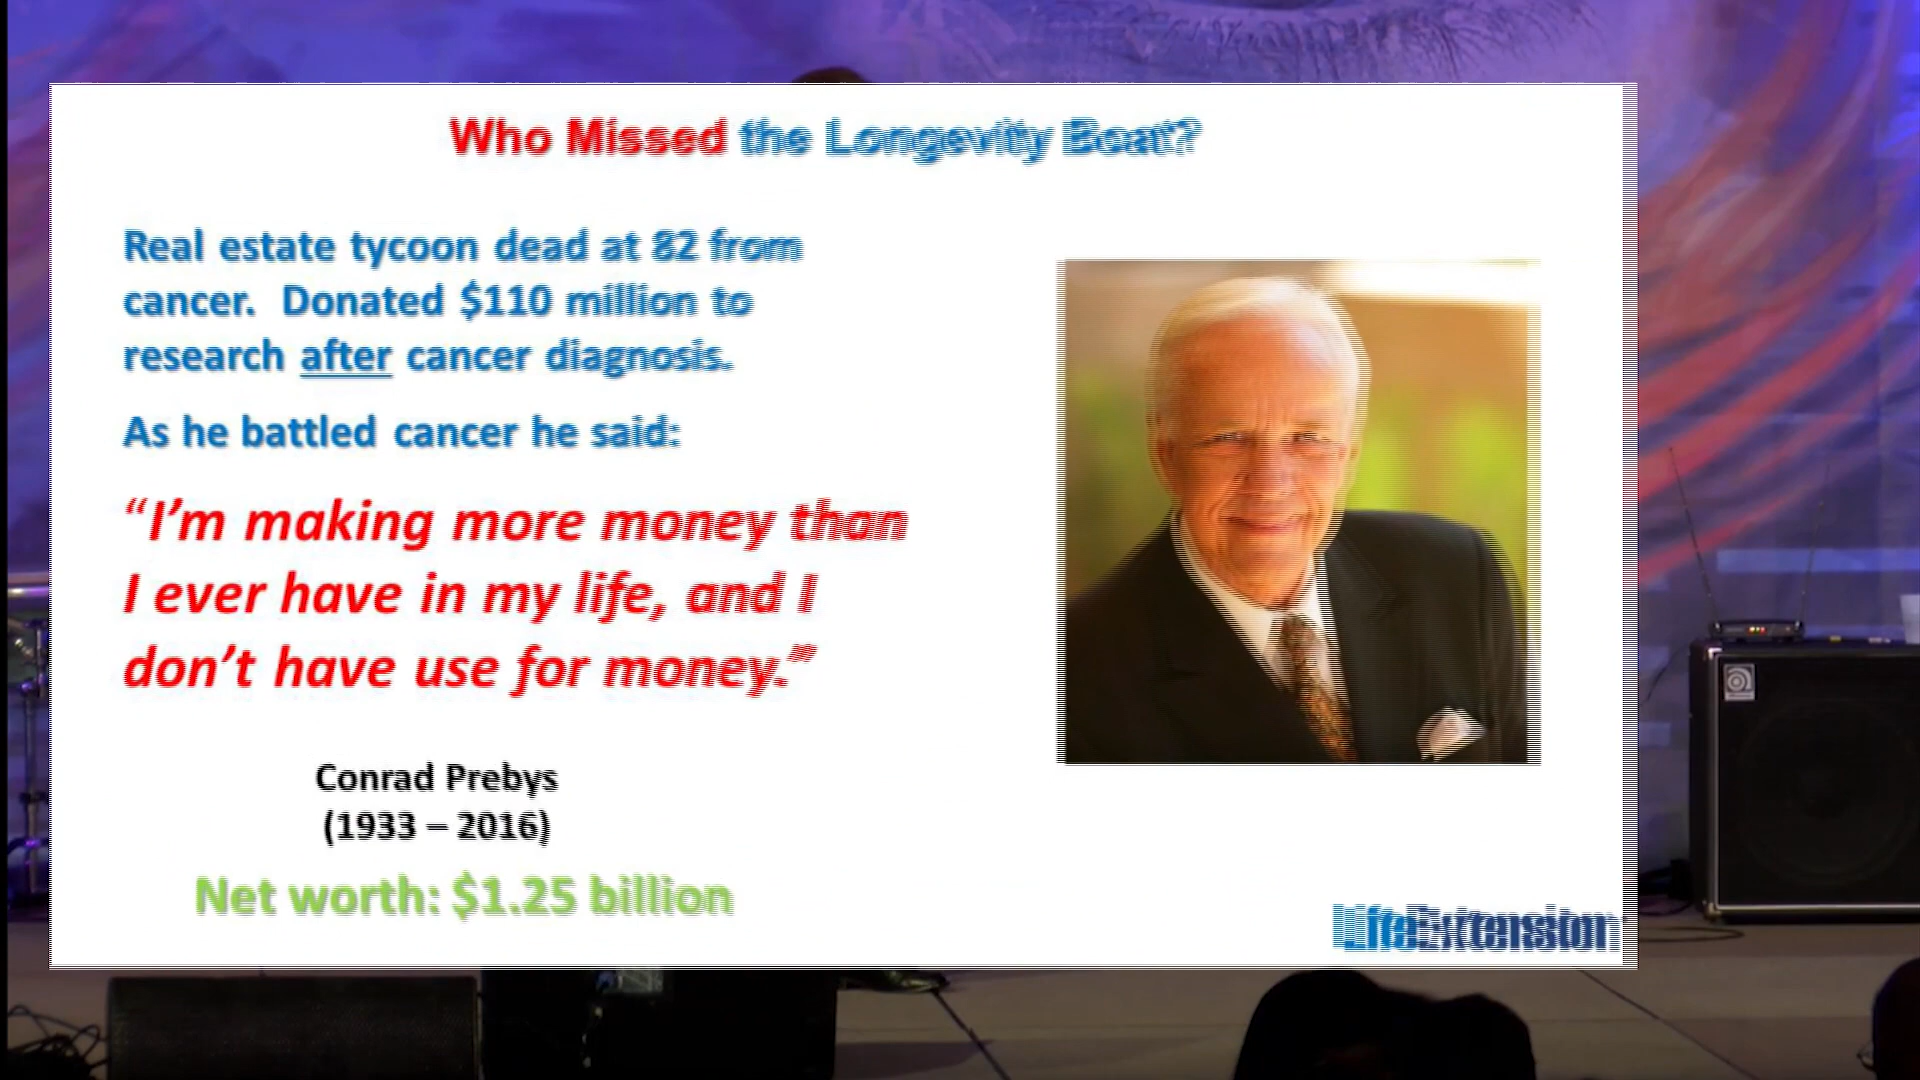 Who Missed the Longevity Boat?
Real estate tycoon dead at 82 from
cancer. Donated $110 million to
research after cancer diagnosis.
As he battled cancer he said:
“I’m making more money than
I ever have in my life, and I
don’t have use for money.”
Conrad Prebys
(1933 – 2016)
Net worth: $1.25 billion
LifeExtension